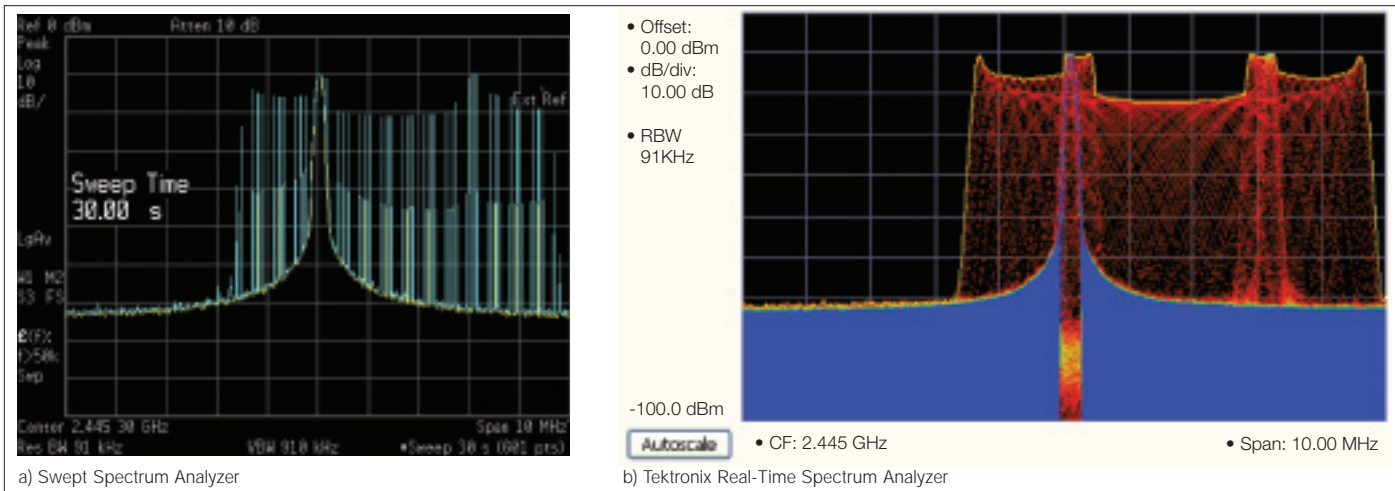 Ref 0 dBm Atten 10 dB
Peak
Log
10
dB/
Ext Ref
Sweep Time
30.00 s
LgAv
W1 M2
S3 FS
£(f):
f>50k
Swp
Center 2.445 30 GHz Span 10 MHz
Res BW 91 kHz VBW 910 kHz •Sweep 30 s (601 pts)
a) Swept Spectrum Analyzer
• Offset:
0.00 dBm
• dB/div:
10.00 dB
• RBW
91KHz
-100.0 dBm
Autoscale
• CF: 2.445 GHz
• Span: 10.00 MHz
b) Tektronix Real-Time Spectrum Analyzer